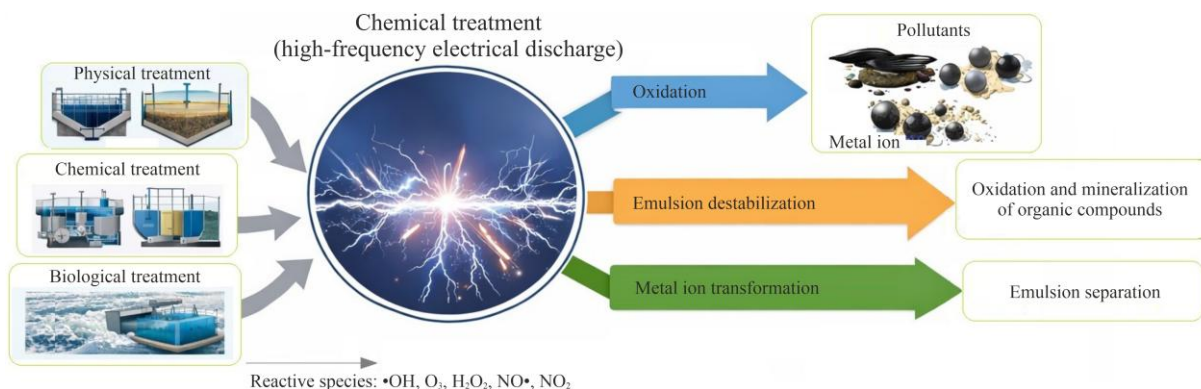 Chemical treatment
(high-frequency electrical discharge)
Physical treatment
Chemical treatment
Biological treatment
Reactive species: •OH, O₃, H₂O₂, NO•, NO₂
Oxidation
Emulsion destabilization
Metal ion transformation
Pollutants
Metal ion
Oxidation and mineralization
of organic compounds
Emulsion separation